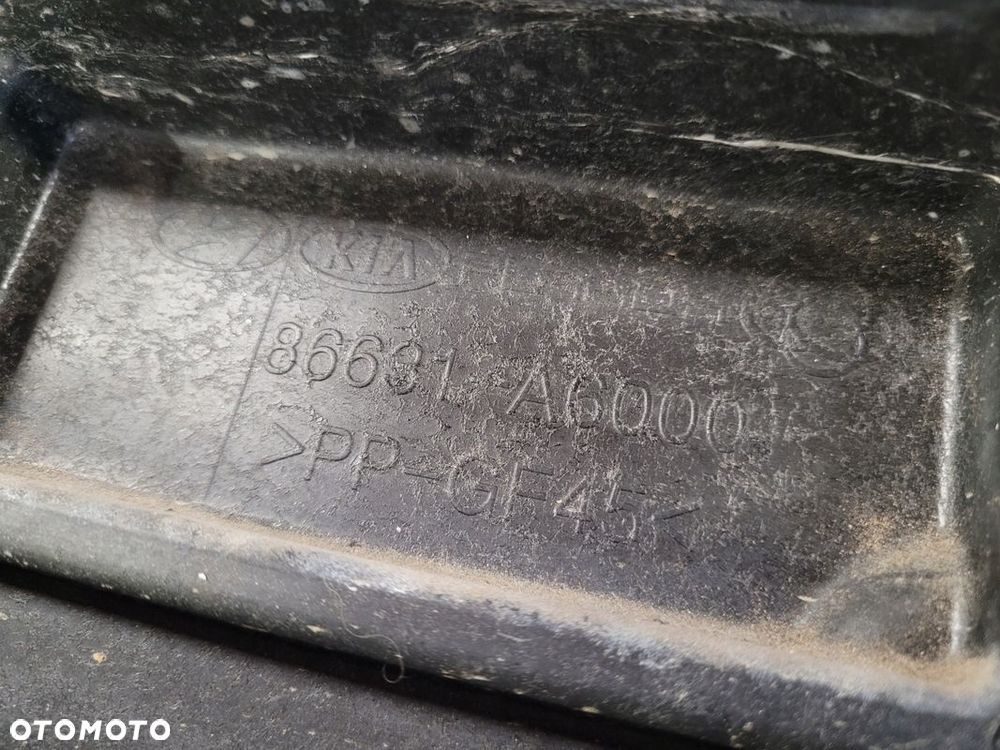 KIA
86631-A6000
>PP-GF45<
OTOMOTO